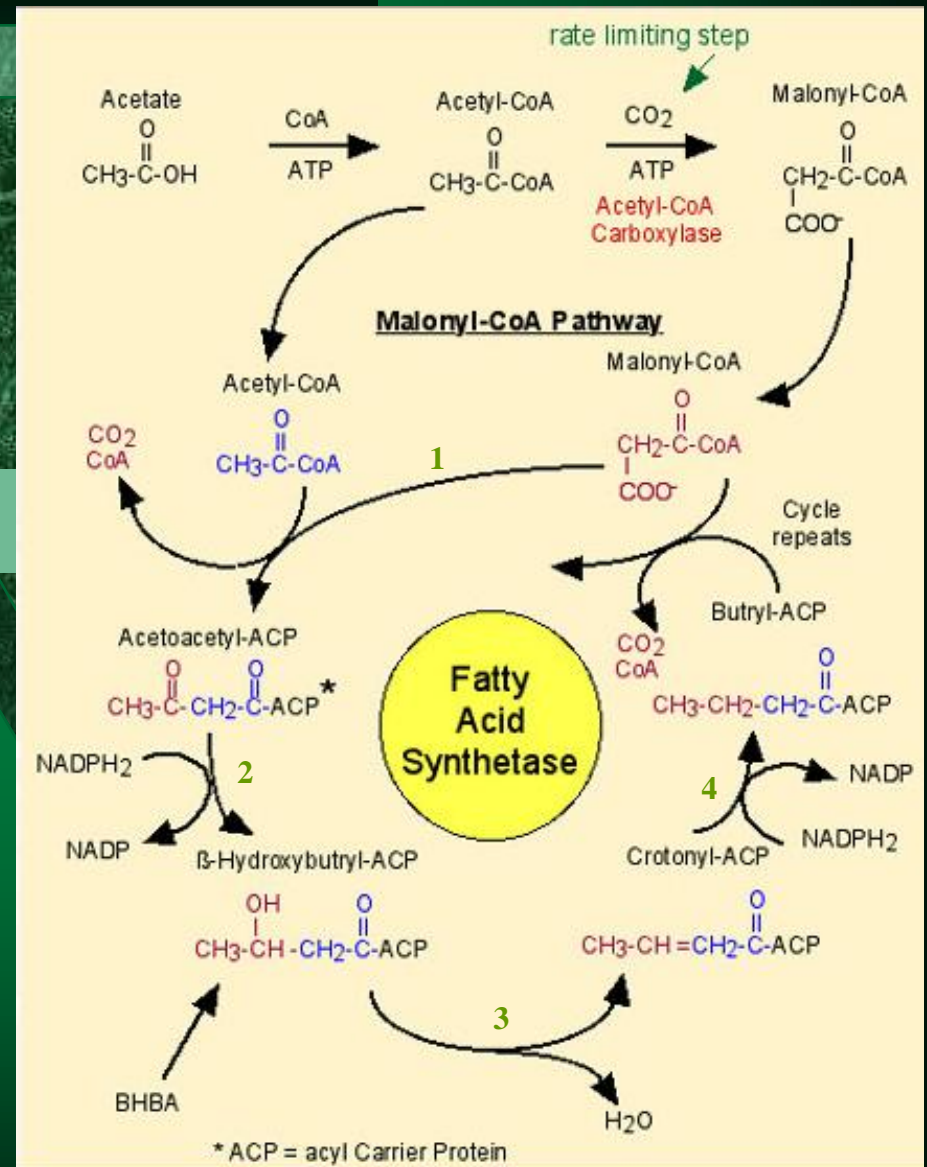 rate limiting step
Acetate
O
||
CH3-C-OH
CoA
ATP
Acetyl-CoA
O
||
CH3-C-CoA
CO2
ATP
Acetyl-CoA
Carboxylase
Malonyl-CoA
O
||
CH2-C-CoA
|
COO-
Malonyl-CoA Pathway
Acetyl-CoA
O
||
CH3-C-CoA
CO2
CoA
1
Malonyl-CoA
O
||
CH2-C-CoA
|
COO-
Cycle
repeats
Butryl-ACP
O
||
CH3-CH2-CH2-C-ACP
CO2
CoA
Acetoacetyl-ACP
O O
|| ||
CH3-C-CH2-C-ACP*
Fatty
Acid
Synthetase
NADPH2
2
NADP
4
NADP
NADPH2
ß-Hydroxybutryl-ACP
OH O
| ||
CH3-CH-CH2-C-ACP
Crotonyl-ACP
O
||
CH3-CH=CH2-C-ACP
3
BHBA
H2O
* ACP = acyl Carrier Protein